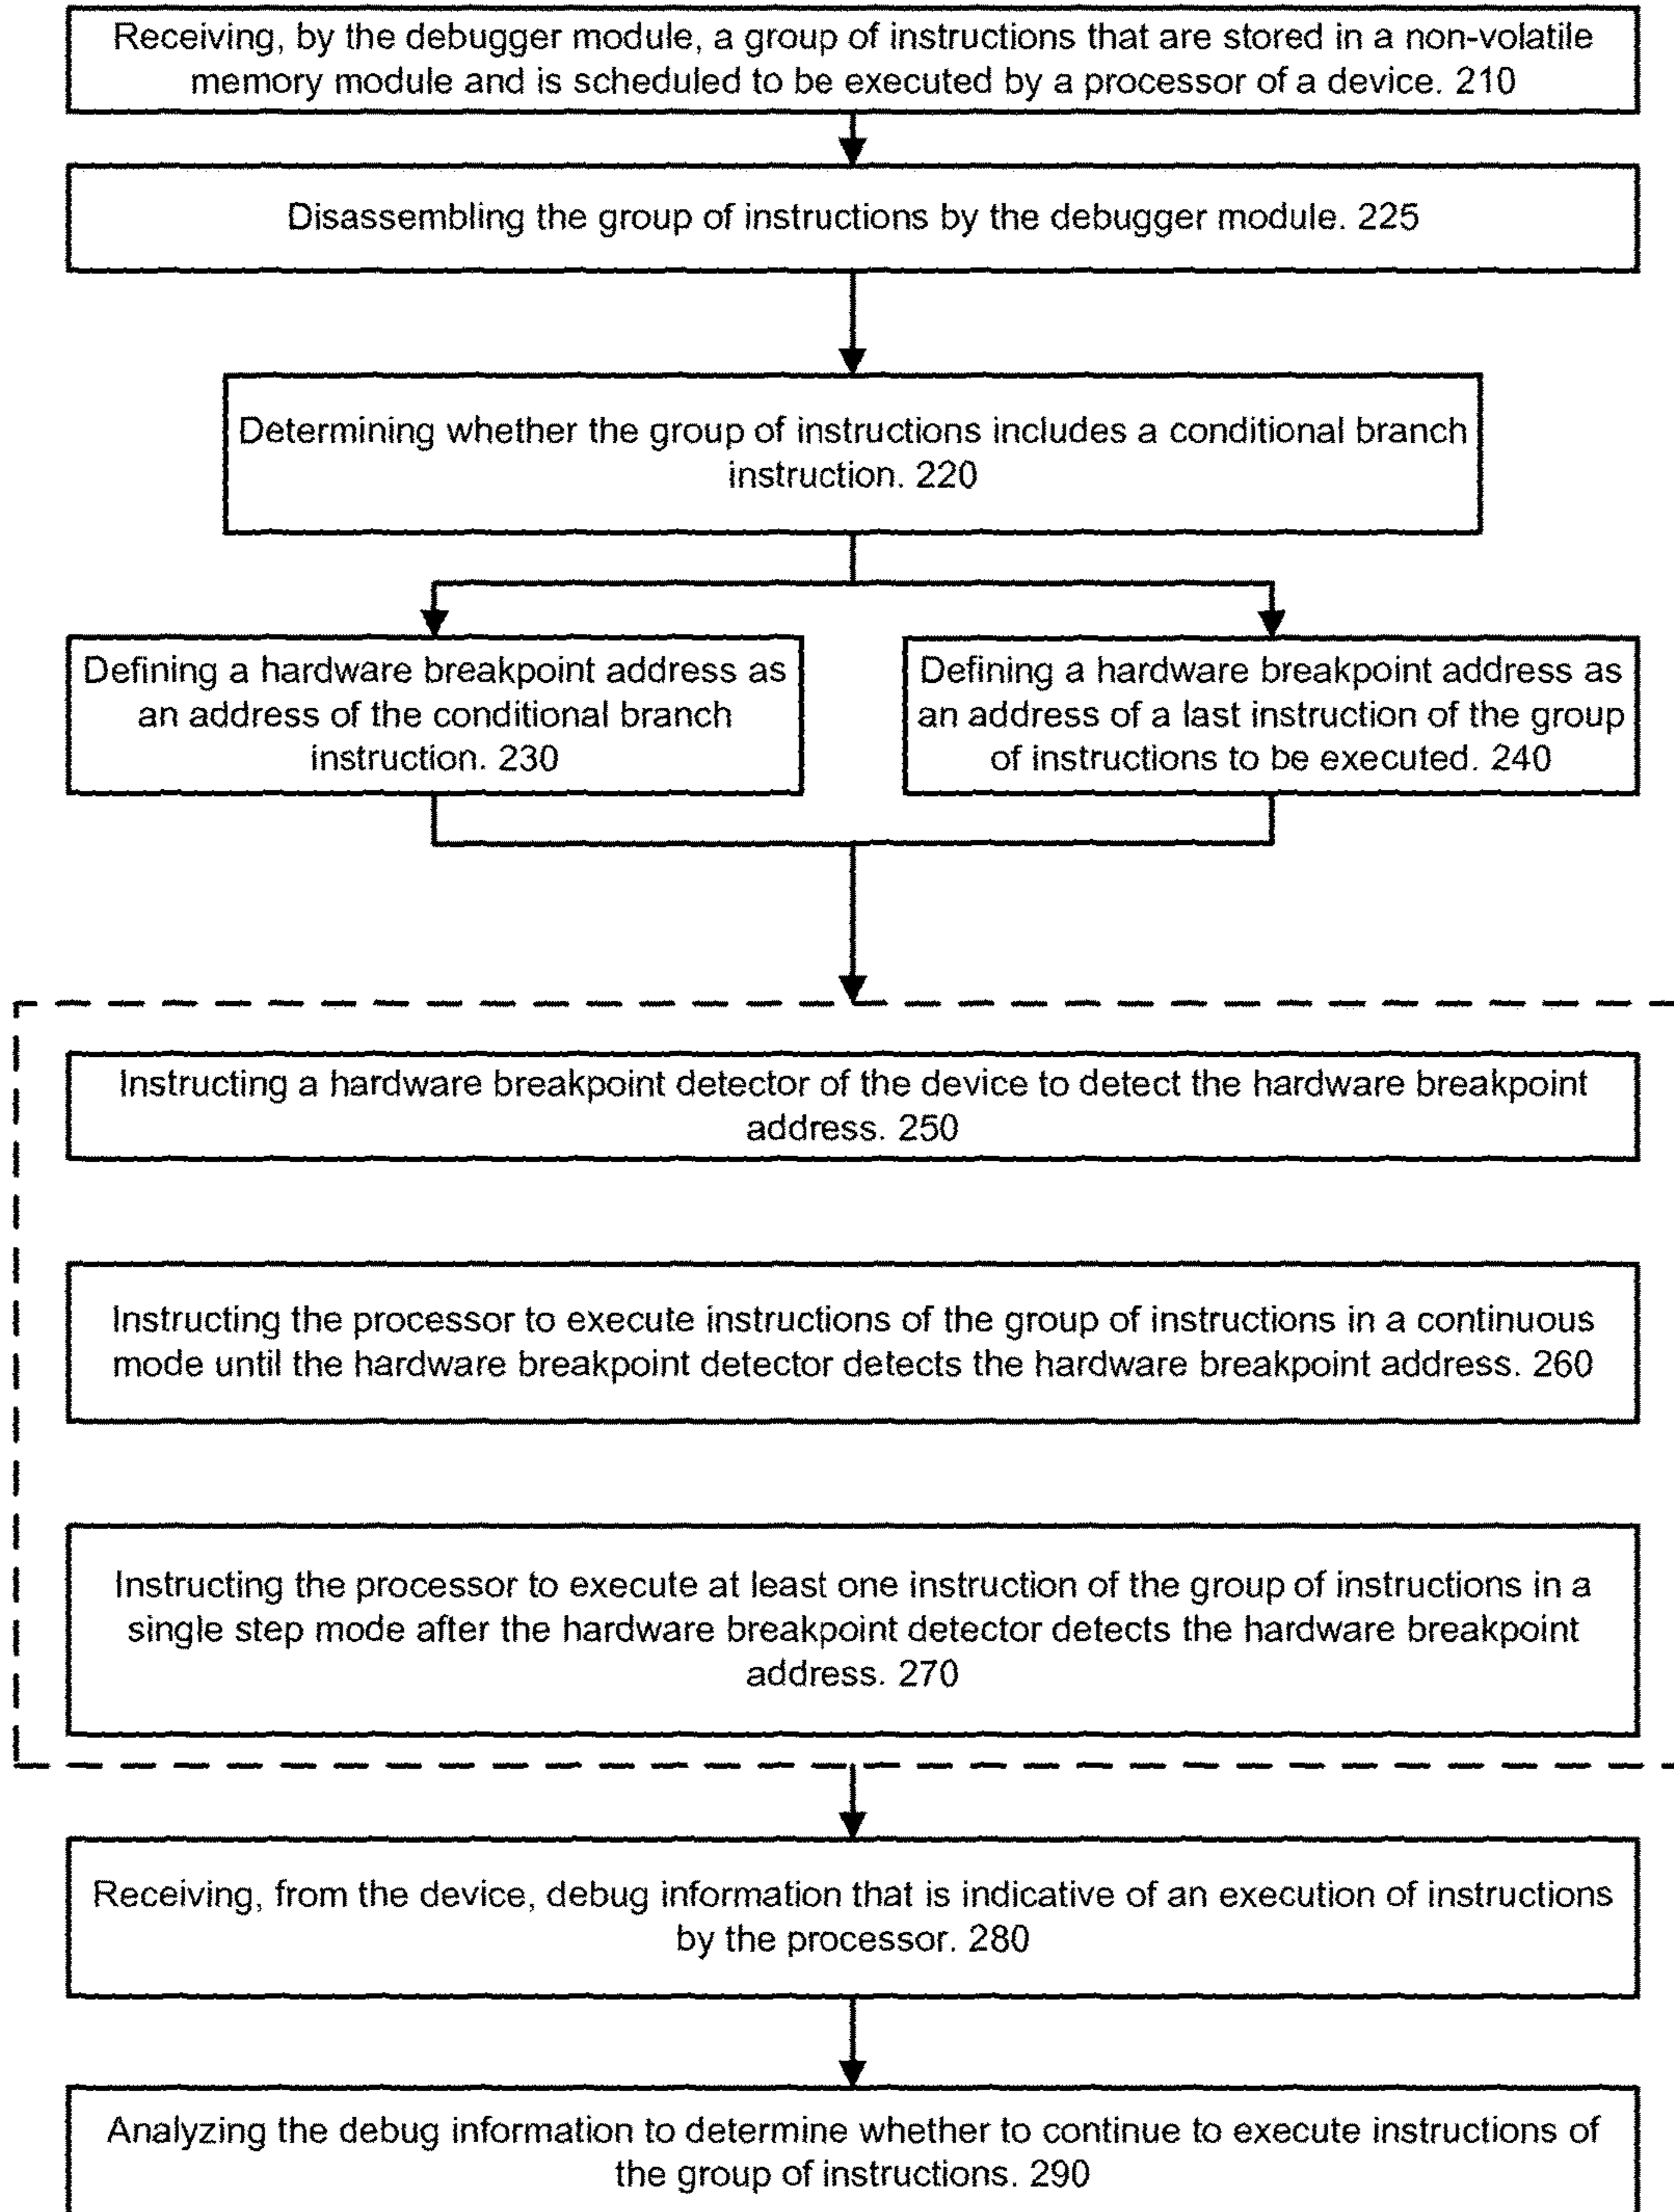 Receiving, by the debugger module, a group of instructions that are stored in a non-volatile
memory module and is scheduled to be executed by a processor of a device. 210
Disassembling the group of instructions by the debugger module. 225
Determining whether the group of instructions includes a conditional branch
instruction. 220
Defining a hardware breakpoint address as
an address of the conditional branch
instruction. 230
Defining a hardware breakpoint address as
an address of a last instruction of the group
of instructions to be executed. 240
Instructing a hardware breakpoint detector of the device to detect the hardware breakpoint
address. 250
Instructing the processor to execute instructions of the group of instructions in a continuous
mode until the hardware breakpoint detector detects the hardware breakpoint address. 260
Instructing the processor to execute at least one instruction of the group of instructions in a
single step mode after the hardware breakpoint detector detects the hardware breakpoint
address. 270
Receiving, from the device, debug information that is indicative of an execution of instructions
by the processor. 280
Analyzing the debug information to determine whether to continue to execute instructions of
the group of instructions. 290